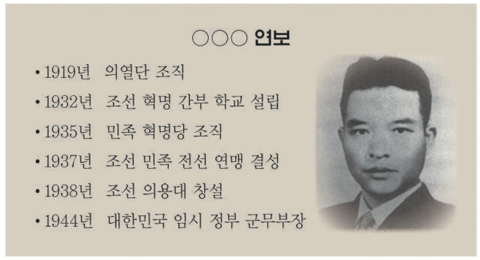 ○○○ 연보
• 1919년 의열단 조직
• 1932년 조선 혁명 간부 학교 설립
• 1935년 민족 혁명당 조직
• 1937년 조선 민족 전선 연맹 결성
• 1938년 조선 의용대 창설
• 1944년 대한민국 임시 정부 군무부장